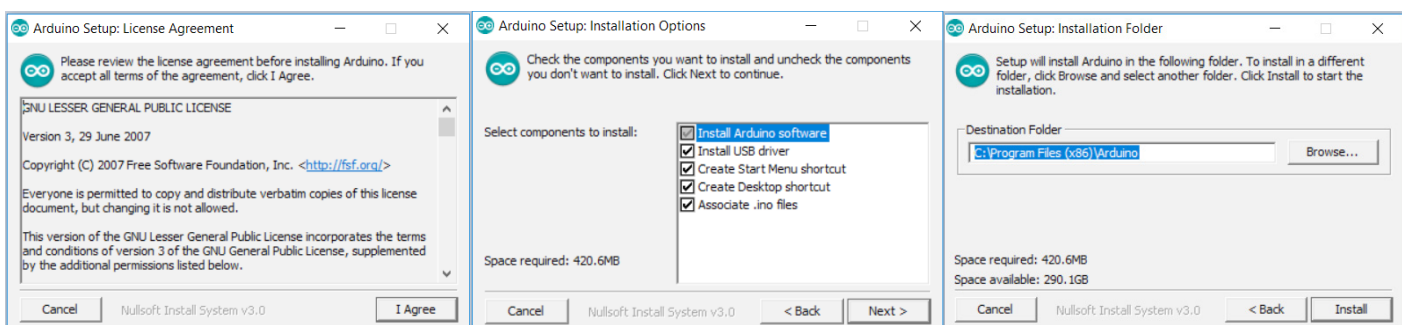 Arduino Setup: License Agreement
Please review the license agreement before installing Arduino. If you
accept all terms of the agreement, click I Agree.
GNU LESSER GENERAL PUBLIC LICENSE
Version 3, 29 June 2007
Copyright (C) 2007 Free Software Foundation, Inc. <http://fsf.org/>
Everyone is permitted to copy and distribute verbatim copies of this license
document, but changing it is not allowed.
This version of the GNU Lesser General Public License incorporates the terms
and conditions of version 3 of the GNU General Public License, supplemented
by the additional permissions listed below.
Cancel
Nullsoft Install System v3.0
I Agree
Arduino Setup: Installation Options
Check the components you want to install and uncheck the components
you don't want to install. Click Next to continue.
Select components to install:
Install Arduino software
Install USB driver
Create Start Menu shortcut
Create Desktop shortcut
Associate .ino files
Space required: 420.6MB
Cancel
Nullsoft Install System v3.0
< Back
Next >
Arduino Setup: Installation Folder
Setup will install Arduino in the following folder. To install in a different
folder, click Browse and select another folder. Click Install to start the
installation.
Destination Folder
C:\Program Files (x86)\Arduino
Browse...
Space required: 420.6MB
Space available: 290.1GB
Cancel
Nullsoft Install System v3.0
< Back
Install